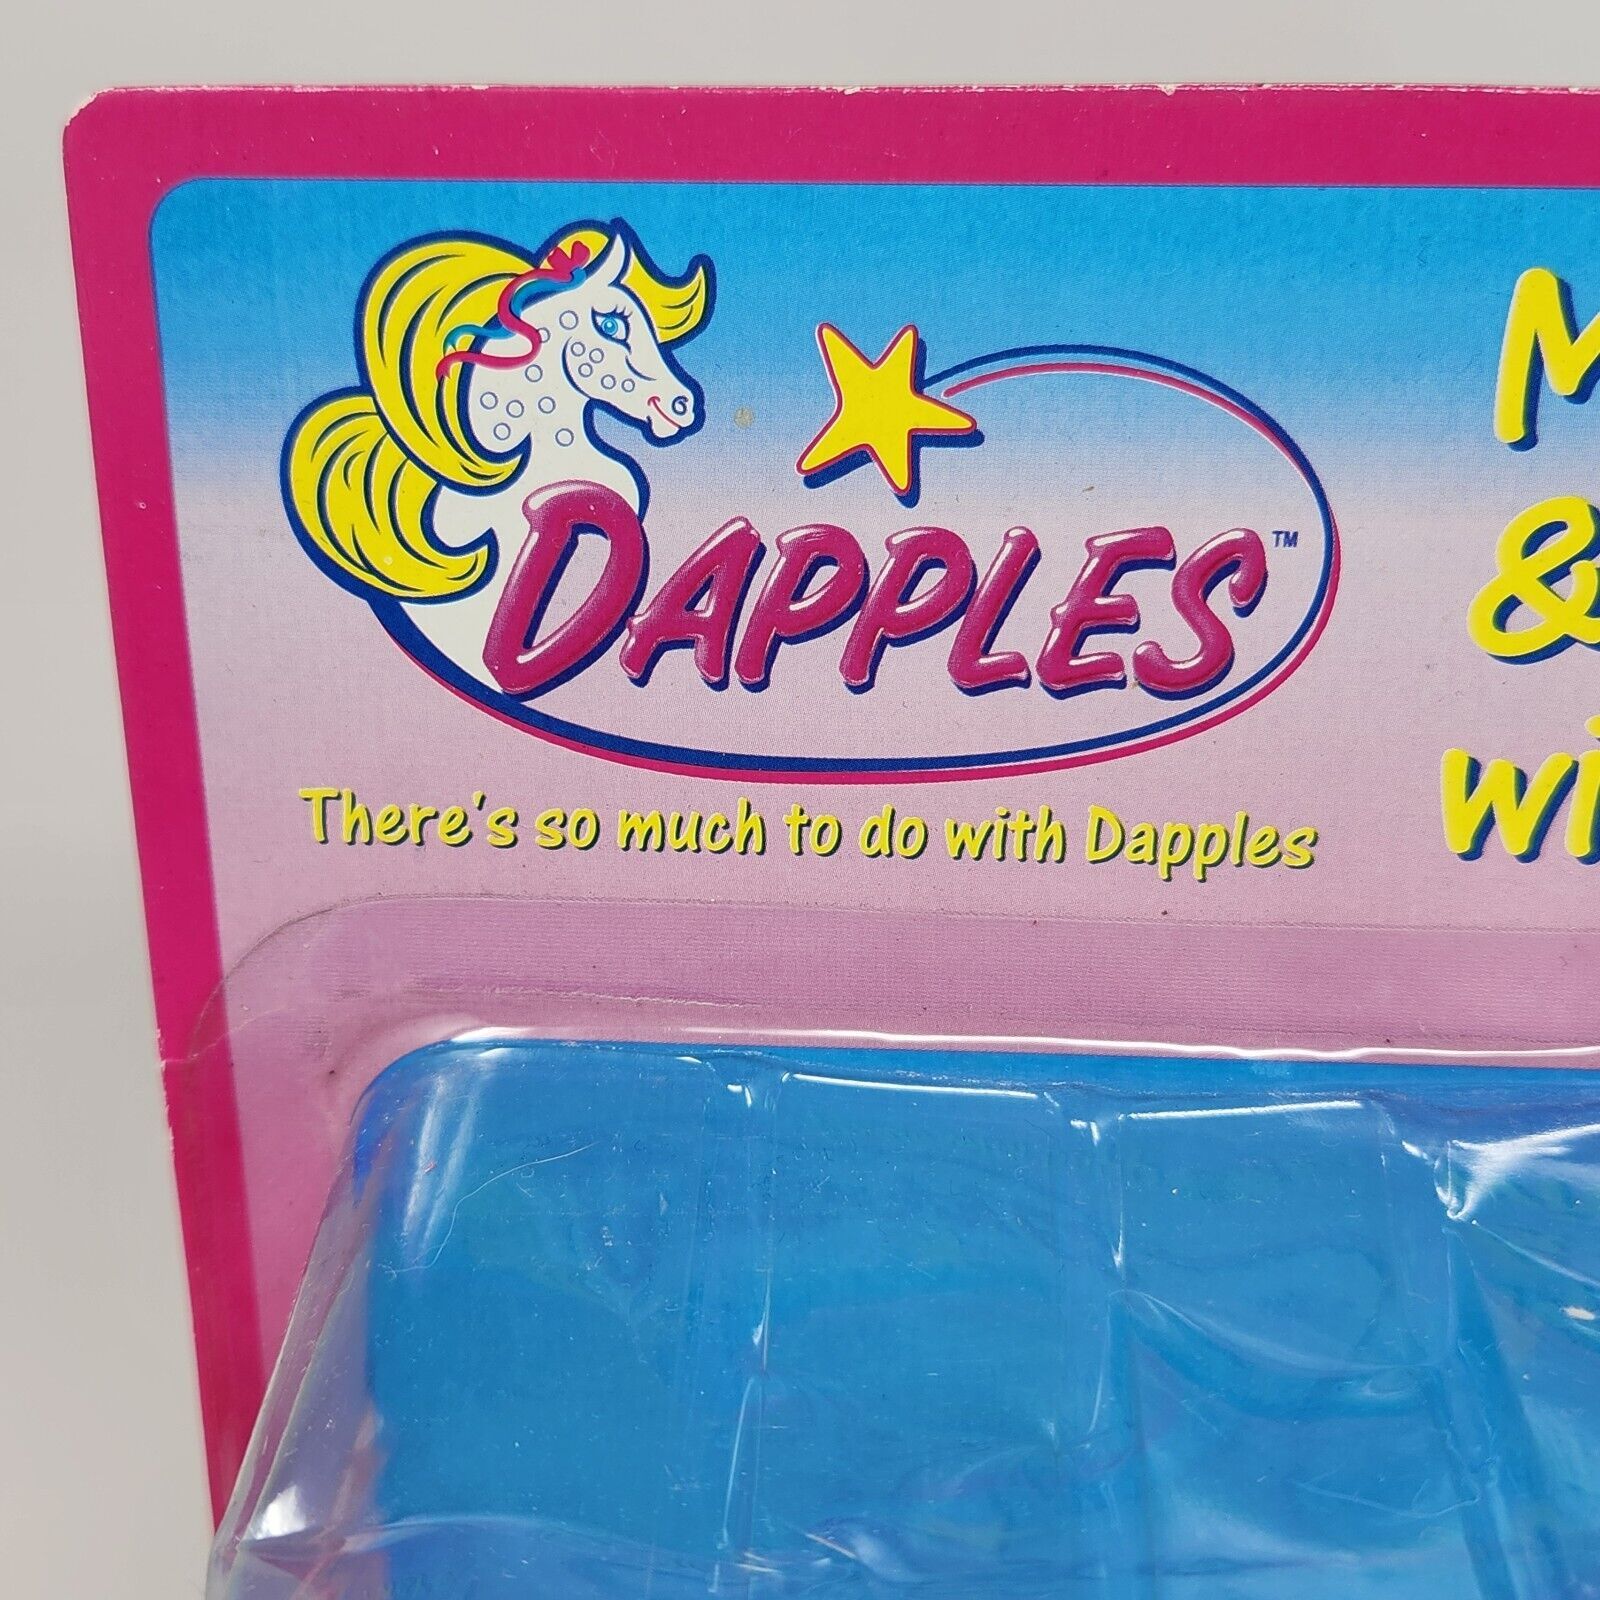 DAPPLES™
There's so much to do with Dapples
&